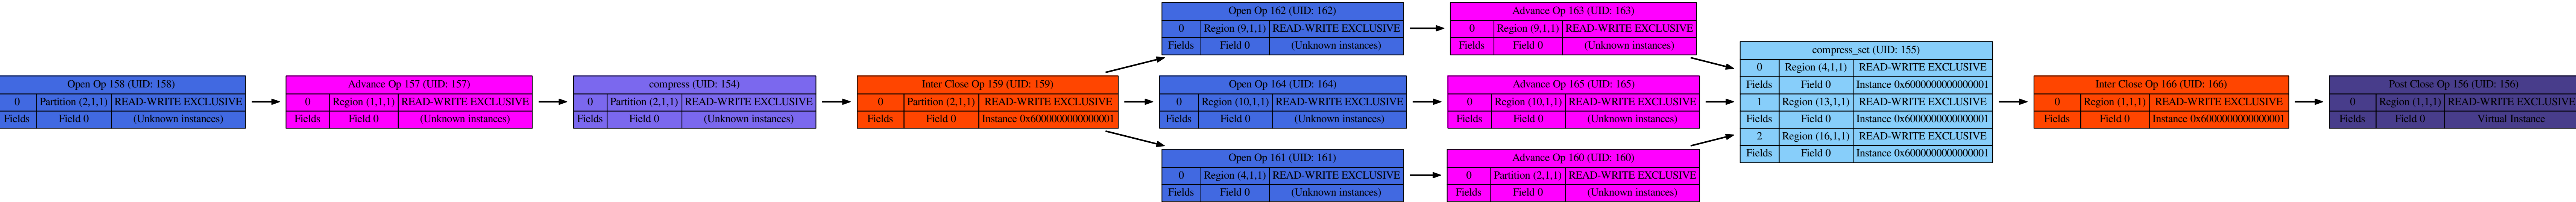 Open Op 158 (UID: 158)
0 Partition (2,1,1) READ-WRITE EXCLUSIVE
Fields Field 0 (Unknown instances)
Advance Op 157 (UID: 157)
0 Region (1,1,1) READ-WRITE EXCLUSIVE
Fields Field 0 (Unknown instances)
compress (UID: 154)
0 Partition (2,1,1) READ-WRITE EXCLUSIVE
Fields Field 0 (Unknown instances)
Inter Close Op 159 (UID: 159)
0 Partition (2,1,1) READ-WRITE EXCLUSIVE
Fields Field 0 Instance 0x6000000000000001
Open Op 162 (UID: 162)
0 Region (9,1,1) READ-WRITE EXCLUSIVE
Fields Field 0 (Unknown instances)
Advance Op 163 (UID: 163)
0 Region (9,1,1) READ-WRITE EXCLUSIVE
Fields Field 0 (Unknown instances)
Open Op 164 (UID: 164)
0 Region (10,1,1) READ-WRITE EXCLUSIVE
Fields Field 0 (Unknown instances)
Advance Op 165 (UID: 165)
0 Region (10,1,1) READ-WRITE EXCLUSIVE
Fields Field 0 (Unknown instances)
Open Op 161 (UID: 161)
0 Region (4,1,1) READ-WRITE EXCLUSIVE
Fields Field 0 (Unknown instances)
Advance Op 160 (UID: 160)
0 Partition (2,1,1) READ-WRITE EXCLUSIVE
Fields Field 0 (Unknown instances)
compress_set (UID: 155)
0 Region (4,1,1) READ-WRITE EXCLUSIVE
Fields Field 0 Instance 0x6000000000000001
1 Region (13,1,1) READ-WRITE EXCLUSIVE
Fields Field 0 Instance 0x6000000000000001
2 Region (16,1,1) READ-WRITE EXCLUSIVE
Fields Field 0 Instance 0x6000000000000001
Inter Close Op 166 (UID: 166)
0 Region (1,1,1) READ-WRITE EXCLUSIVE
Fields Field 0 Instance 0x6000000000000001
Post Close Op 156 (UID: 156)
0 Region (1,1,1) READ-WRITE EXCLUSIVE
Fields Field 0 Virtual Instance